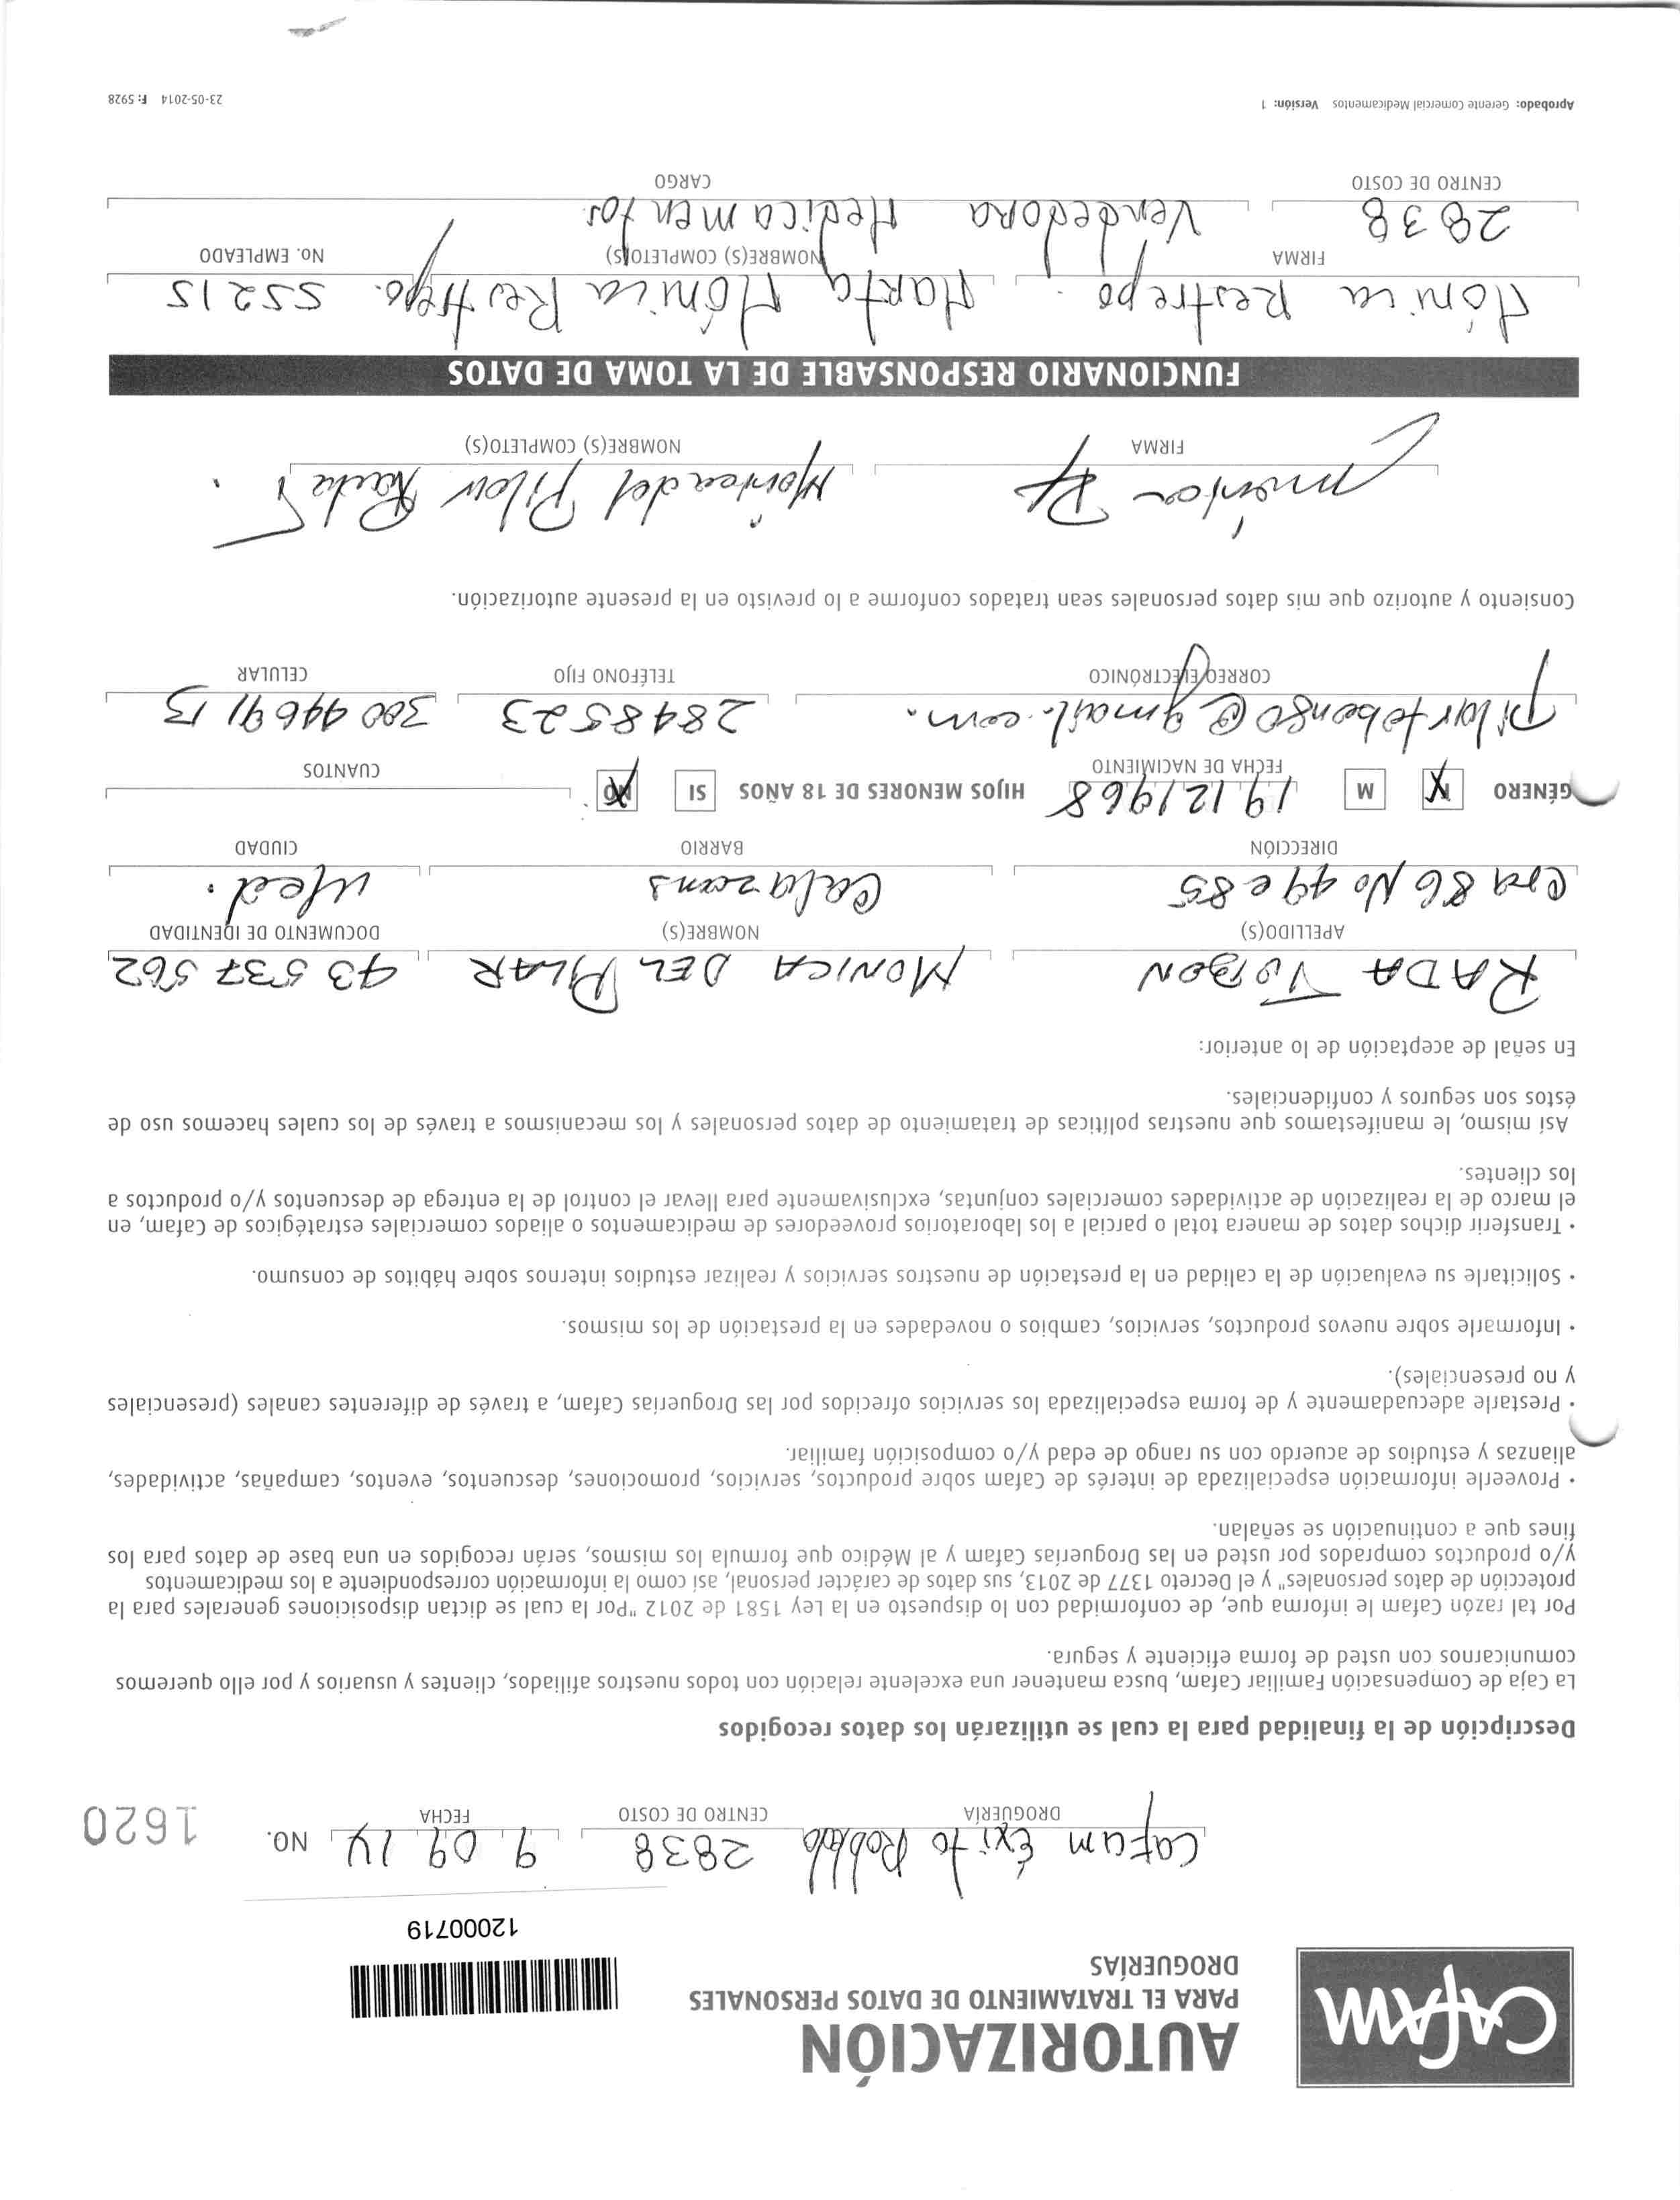 cafam
AUTORIZACIÓN
PARA EL TRATAMIENTO DE DATOS PERSONALES
DROGUERÍAS
12000719
Cafam Éxito Robledo 2838 9 09 14 NO. 1620
DROGUERÍA CENTRO DE COSTO FECHA
Descripción de la finalidad para la cual se utilizarán los datos recogidos
La Caja de Compensación Familiar Cafam, busca mantener una excelente relación con todos nuestros afiliados, clientes y usuarios y por ello queremos
comunicarnos con usted de forma eficiente y segura.
Por tal razón Cafam le informa que, de conformidad con lo dispuesto en la Ley 1581 de 2012 "Por la cual se dictan disposiciones generales para la
protección de datos personales" y el Decreto 1377 de 2013, sus datos de carácter personal, así como la información correspondiente a los medicamentos
y/o productos comprados por usted en las Droguerías Cafam y al Médico que formula los mismos, serán recogidos en una base de datos para los
fines que a continuación se señalan.
• Proveerle información especializada de interés de Cafam sobre productos, servicios, promociones, descuentos, eventos, campañas, actividades,
alianzas y estudios de acuerdo con su rango de edad y/o composición familiar.
• Prestarle adecuadamente y de forma especializada los servicios ofrecidos por las Droguerías Cafam, a través de diferentes canales (presenciales
y no presenciales).
• Informarle sobre nuevos productos, servicios, cambios o novedades en la prestación de los mismos.
• Solicitarle su evaluación de la calidad en la prestación de nuestros servicios y realizar estudios internos sobre hábitos de consumo.
• Transferir dichos datos de manera total o parcial a los laboratorios proveedores de medicamentos o aliados comerciales estratégicos de Cafam, en
el marco de la realización de actividades comerciales conjuntas, exclusivamente para llevar el control de la entrega de descuentos y/o productos a
los clientes.
Así mismo, le manifestamos que nuestras políticas de tratamiento de datos personales y los mecanismos a través de los cuales hacemos uso de
éstos son seguros y confidenciales.
En señal de aceptación de lo anterior:
RADA TOBON MONICA DEL PILAR 43 537 562
APELLIDO(S) NOMBRE(S) DOCUMENTO DE IDENTIDAD
Cra 86 No 49 e 85 Calazans Med.
DIRECCIÓN BARRIO CIUDAD
GÉNERO F M 19 12 1968 HIJOS MENORES DE 18 AÑOS SI NO
FECHA DE NACIMIENTO CUANTOS
pilartobon80@gmail.com. 2848523 300 4469113
CORREO ELECTRÓNICO TELÉFONO FIJO CELULAR
Consiento y autorizo que mis datos personales sean tratados conforme a lo previsto en la presente autorización.
Mónica Monica del Pilar Rada T.
FIRMA NOMBRE(S) COMPLETO(S)
FUNCIONARIO RESPONSABLE DE LA TOMA DE DATOS
Mónica Restrepo. Marta Mónica Restrepo. 55215
FIRMA NOMBRE(S) COMPLETO(S) No. EMPLEADO
2838 Vendedora Medicamentos
CENTRO DE COSTO CARGO
Aprobado: Gerente Comercial Medicamentos Versión: 1 23-05-2014 F: 5928